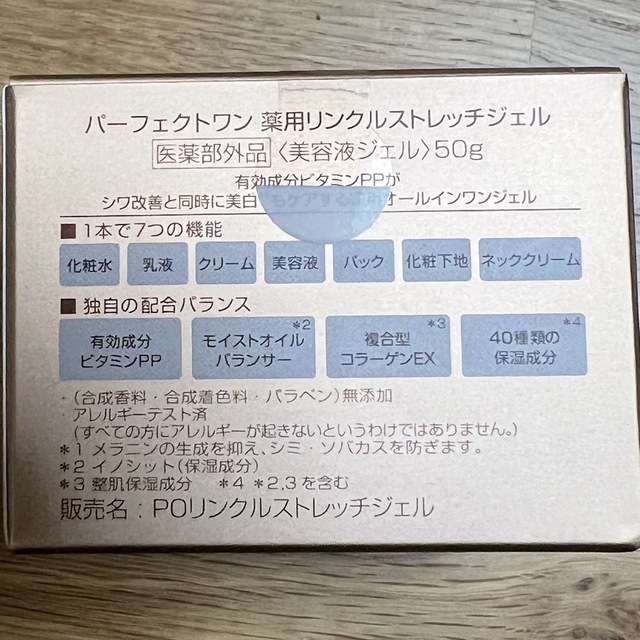 パーフェクトワン 薬用リンクルストレッチジェル
医薬部外品 〈美容液ジェル〉50g
有効成分ビタミンPPが
シワ改善と同時に美白 もケアする オールインワンジェル
■ 1本で7つの機能
化粧水 乳液 クリーム 美容液 パック 化粧下地 ネッククリーム
■ 独自の配合バランス
有効成分 ビタミンPP
モイストオイル バランサー *2
複合型 コラーゲンEX *3
40種類の 保湿成分 *4
・(合成香料・合成着色料・パラベン)無添加
・アレルギーテスト済
(すべての方にアレルギーが起きないというわけではありません。)
*1 メラニンの生成を抑え、シミ・ソバカスを防ぎます。
*2 イノシット(保湿成分)
*3 整肌保湿成分 *4 *2,3を含む
販売名:POリンクルストレッチジェル